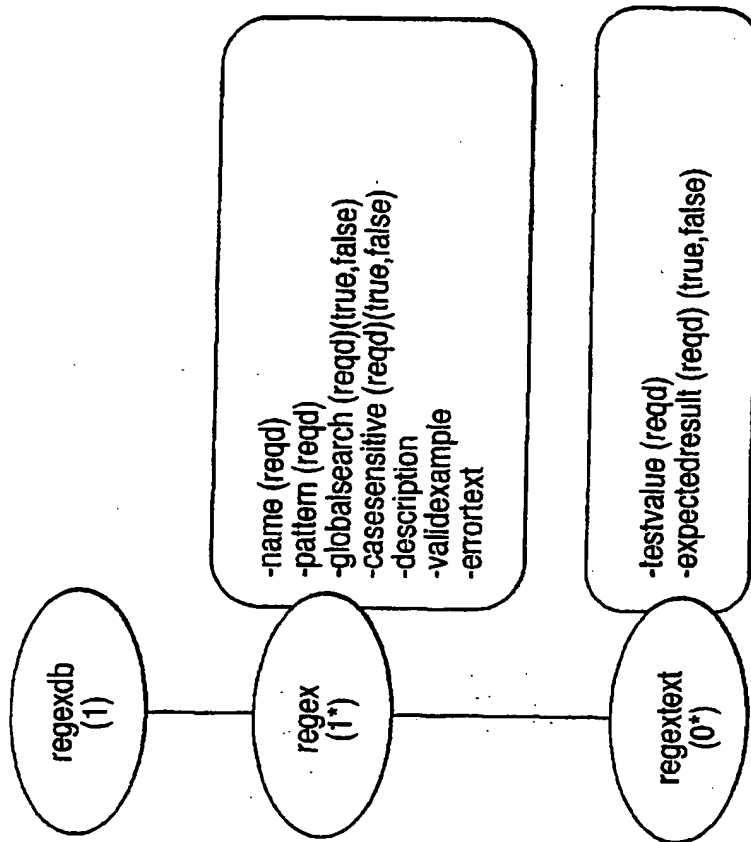 regexdb
(1)
regex
(1*)
-name (reqd)
-pattern (reqd)
-globalsearch (reqd)(true,false)
-casesensitive (reqd)(true,false)
-description
-validexample
-errortext
regextext
(0*)
-testvalue (reqd)
-expectedresult (reqd) (true,false)